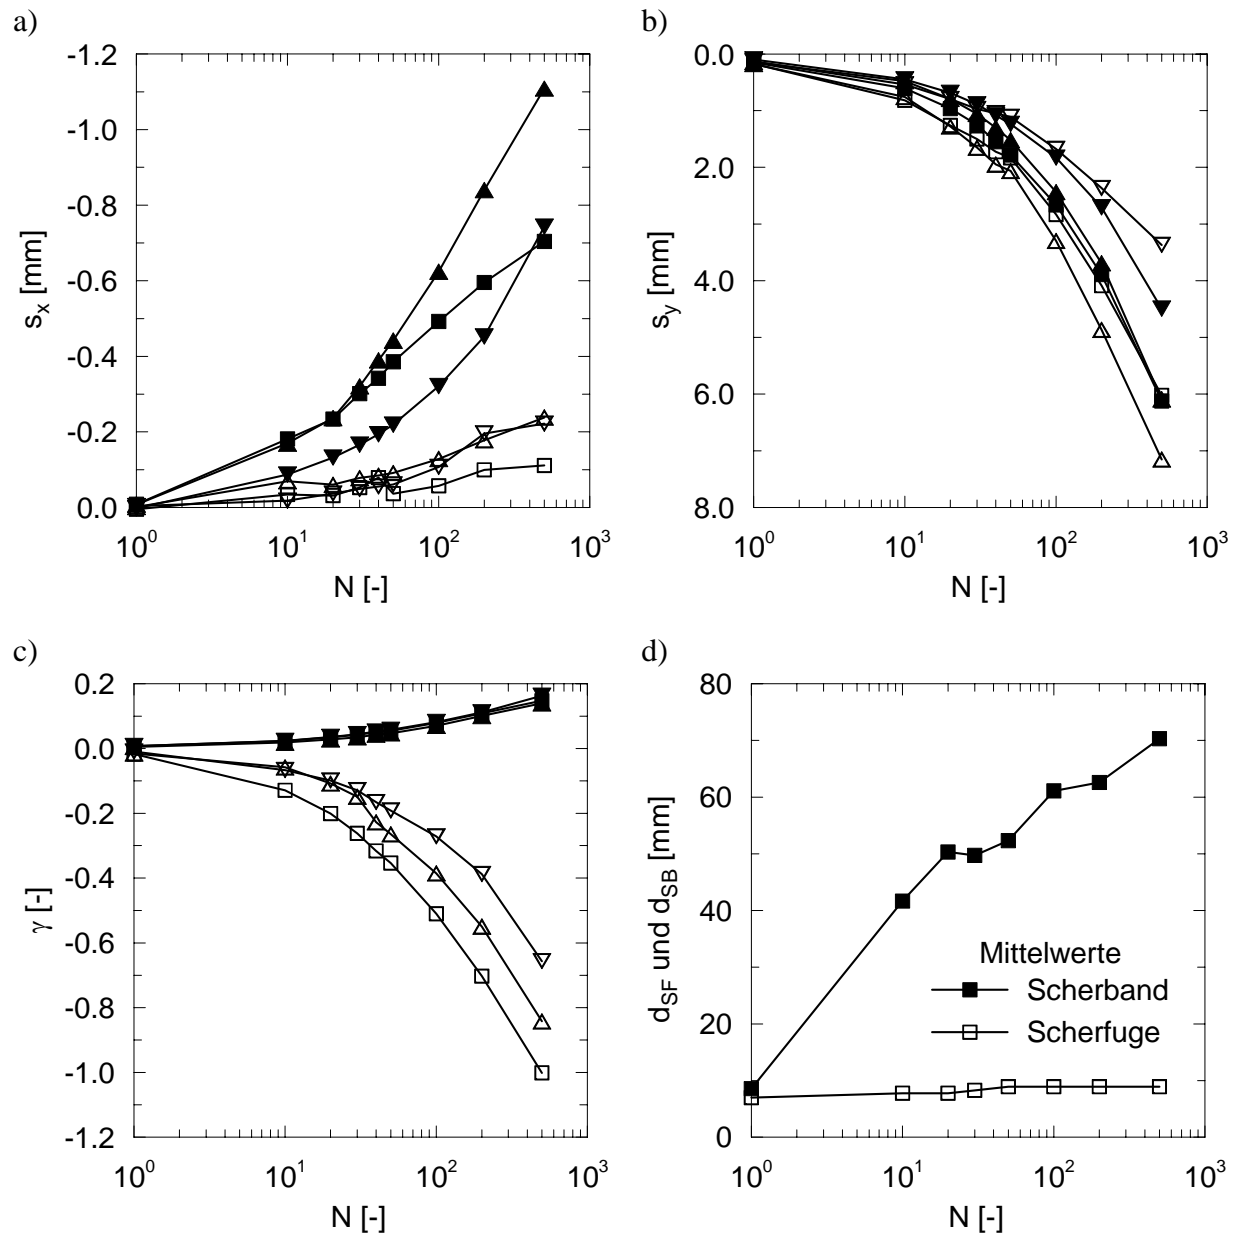 a)
-1.2
-1.0
-0.8
-0.6
-0.4
-0.2
0.0
s_x [mm]
10^0 10^1 10^2 10^3
N [-]
b)
0.0
2.0
4.0
6.0
8.0
s_y [mm]
10^0 10^1 10^2 10^3
N [-]
c)
0.2
0.0
-0.2
-0.4
-0.6
-0.8
-1.0
-1.2
γ [-]
10^0 10^1 10^2 10^3
N [-]
d)
80
60
40
20
0
d_SF und d_SB [mm]
Mittelwerte
Scherband
Scherfuge
10^0 10^1 10^2 10^3
N [-]